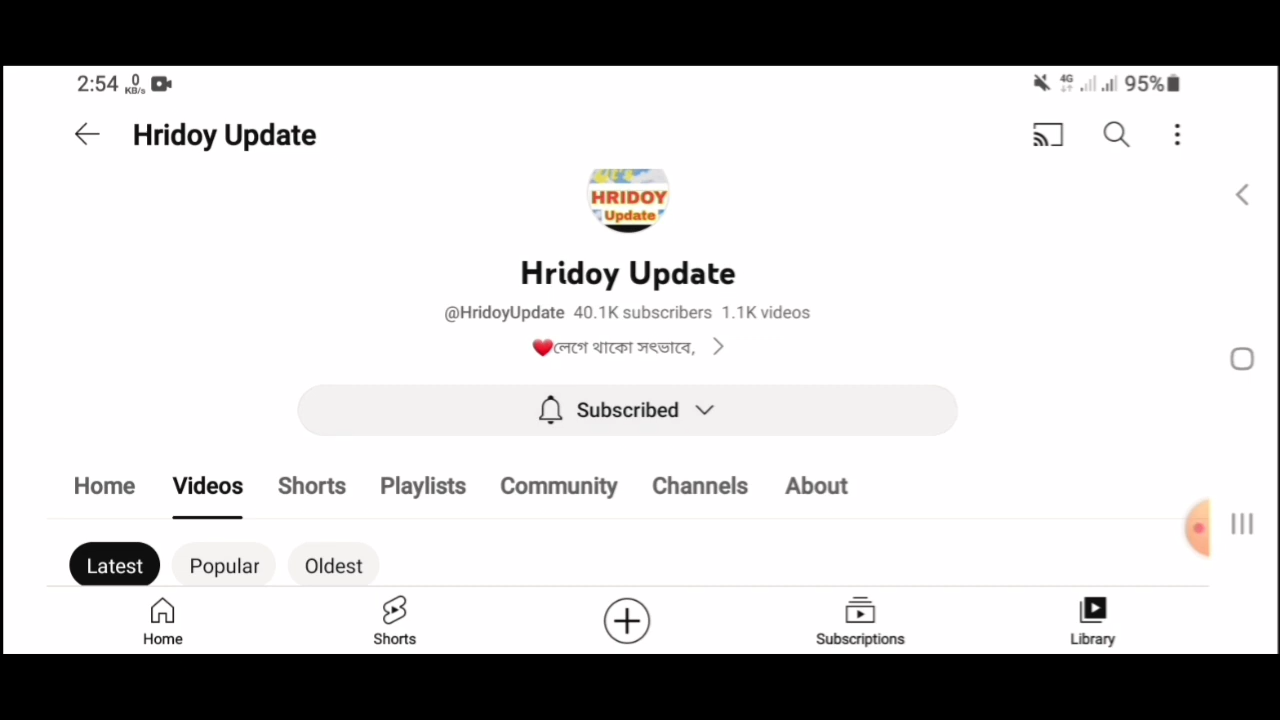 2:54 0 KB/s 4G 95%
Hridoy Update
HRIDOY
Update
Hridoy Update
@HridoyUpdate 40.1K subscribers 1.1K videos
❤️লেগে থাকো সৎভাবে,
Subscribed
Home Videos Shorts Playlists Community Channels About
Latest Popular Oldest
Home Shorts Subscriptions Library